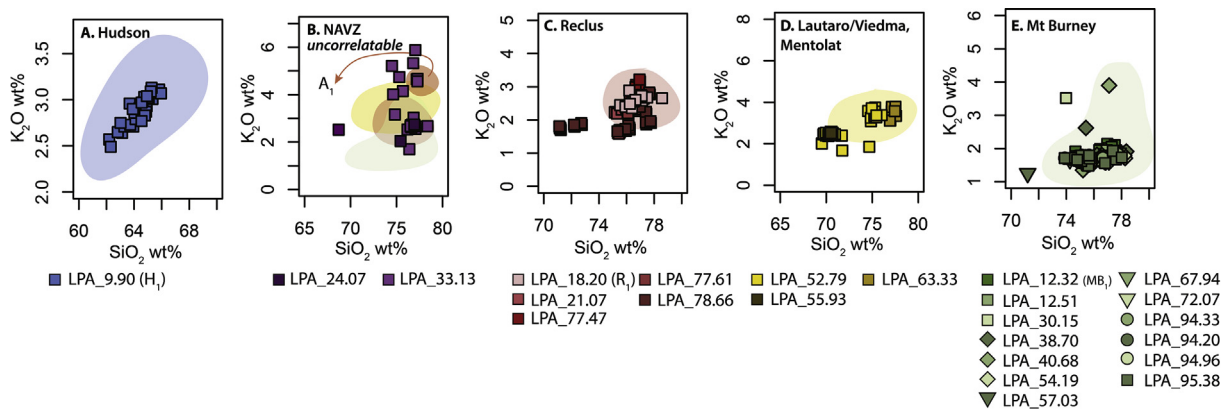 A. Hudson
K2O wt%
3.5
3.0
2.5
2.0
60
64
68
SiO2 wt%
LPA_9.90 (H1)
B. NAVZ
uncorrelatable
A1
K2O wt%
6
4
2
0
65
70
75
80
SiO2 wt%
LPA_24.07
LPA_33.13
C. Reclus
K2O wt%
5
4
3
2
1
0
70
74
78
SiO2 wt%
LPA_18.20 (R1)
LPA_21.07
LPA_77.47
LPA_77.61
LPA_78.66
D. Lautaro/Viedma,
Mentolat
K2O wt%
8
6
4
2
0
65
70
75
80
SiO2 wt%
LPA_52.79
LPA_55.93
LPA_63.33
E. Mt Burney
K2O wt%
6
5
4
3
2
1
70
74
78
SiO2 wt%
LPA_12.32 (MB1)
LPA_12.51
LPA_30.15
LPA_38.70
LPA_40.68
LPA_54.19
LPA_57.03
LPA_67.94
LPA_72.07
LPA_94.33
LPA_94.20
LPA_94.96
LPA_95.38